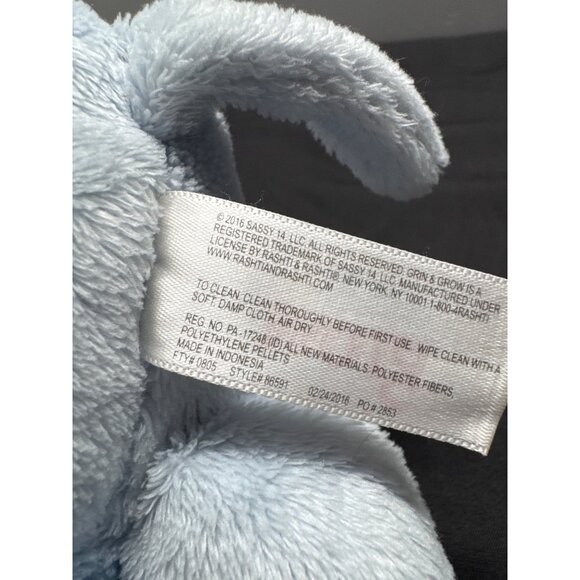 © 2016 SASSY 14, LLC. ALL RIGHTS RESERVED. GRIN & GROW IS A
REGISTERED TRADEMARK OF SASSY 14, LLC. MANUFACTURED UNDER
LICENSE BY RASHTI & RASHTI®, NEW YORK, NY 10001 1-800-4RASHTI
WWW.RASHTIANDRASHTI.COM
TO CLEAN: CLEAN THOROUGHLY BEFORE FIRST USE. WIPE CLEAN WITH A
SOFT, DAMP CLOTH. AIR DRY.
REG. NO. PA-17248 (ID) ALL NEW MATERIALS: POLYESTER FIBERS,
POLYETHYLENE PELLETS
MADE IN INDONESIA
FTY# 0805 STYLE# 86591 02/24/2016 PO # 2853